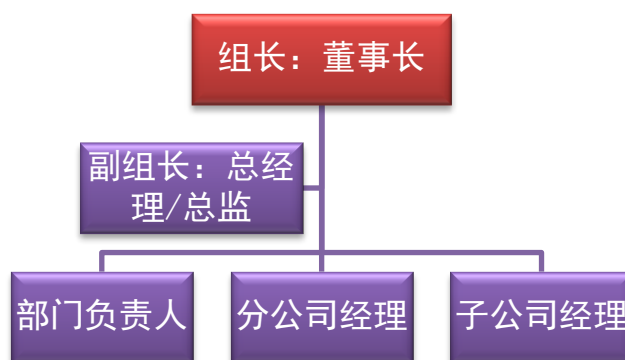 组长：董事长
副组长：总经
理/总监
部门负责人
分公司经理
子公司经理